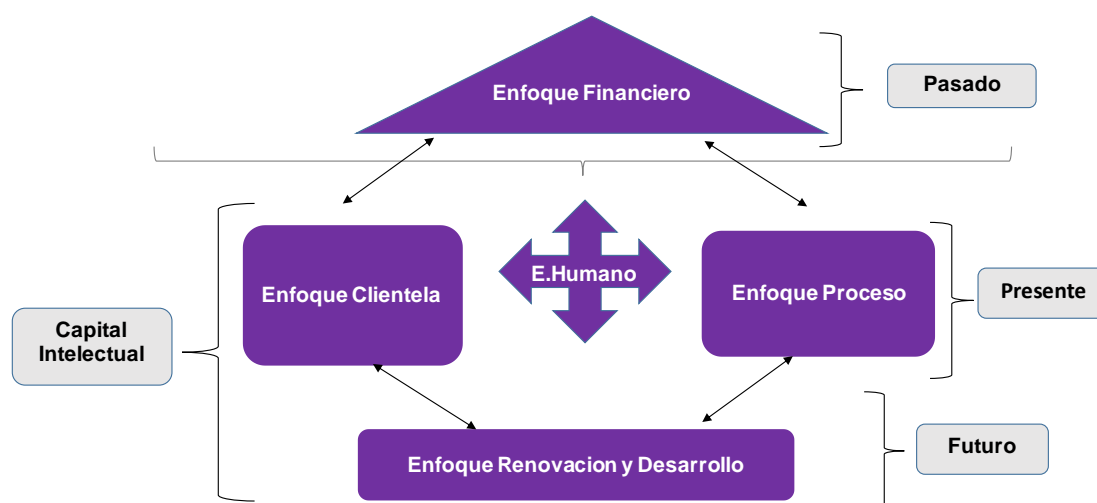 Enfoque Financiero
Pasado
E.Humano
Enfoque Clientela
Enfoque Proceso
Presente
Capital
Intelectual
Enfoque Renovacion y Desarrollo
Futuro